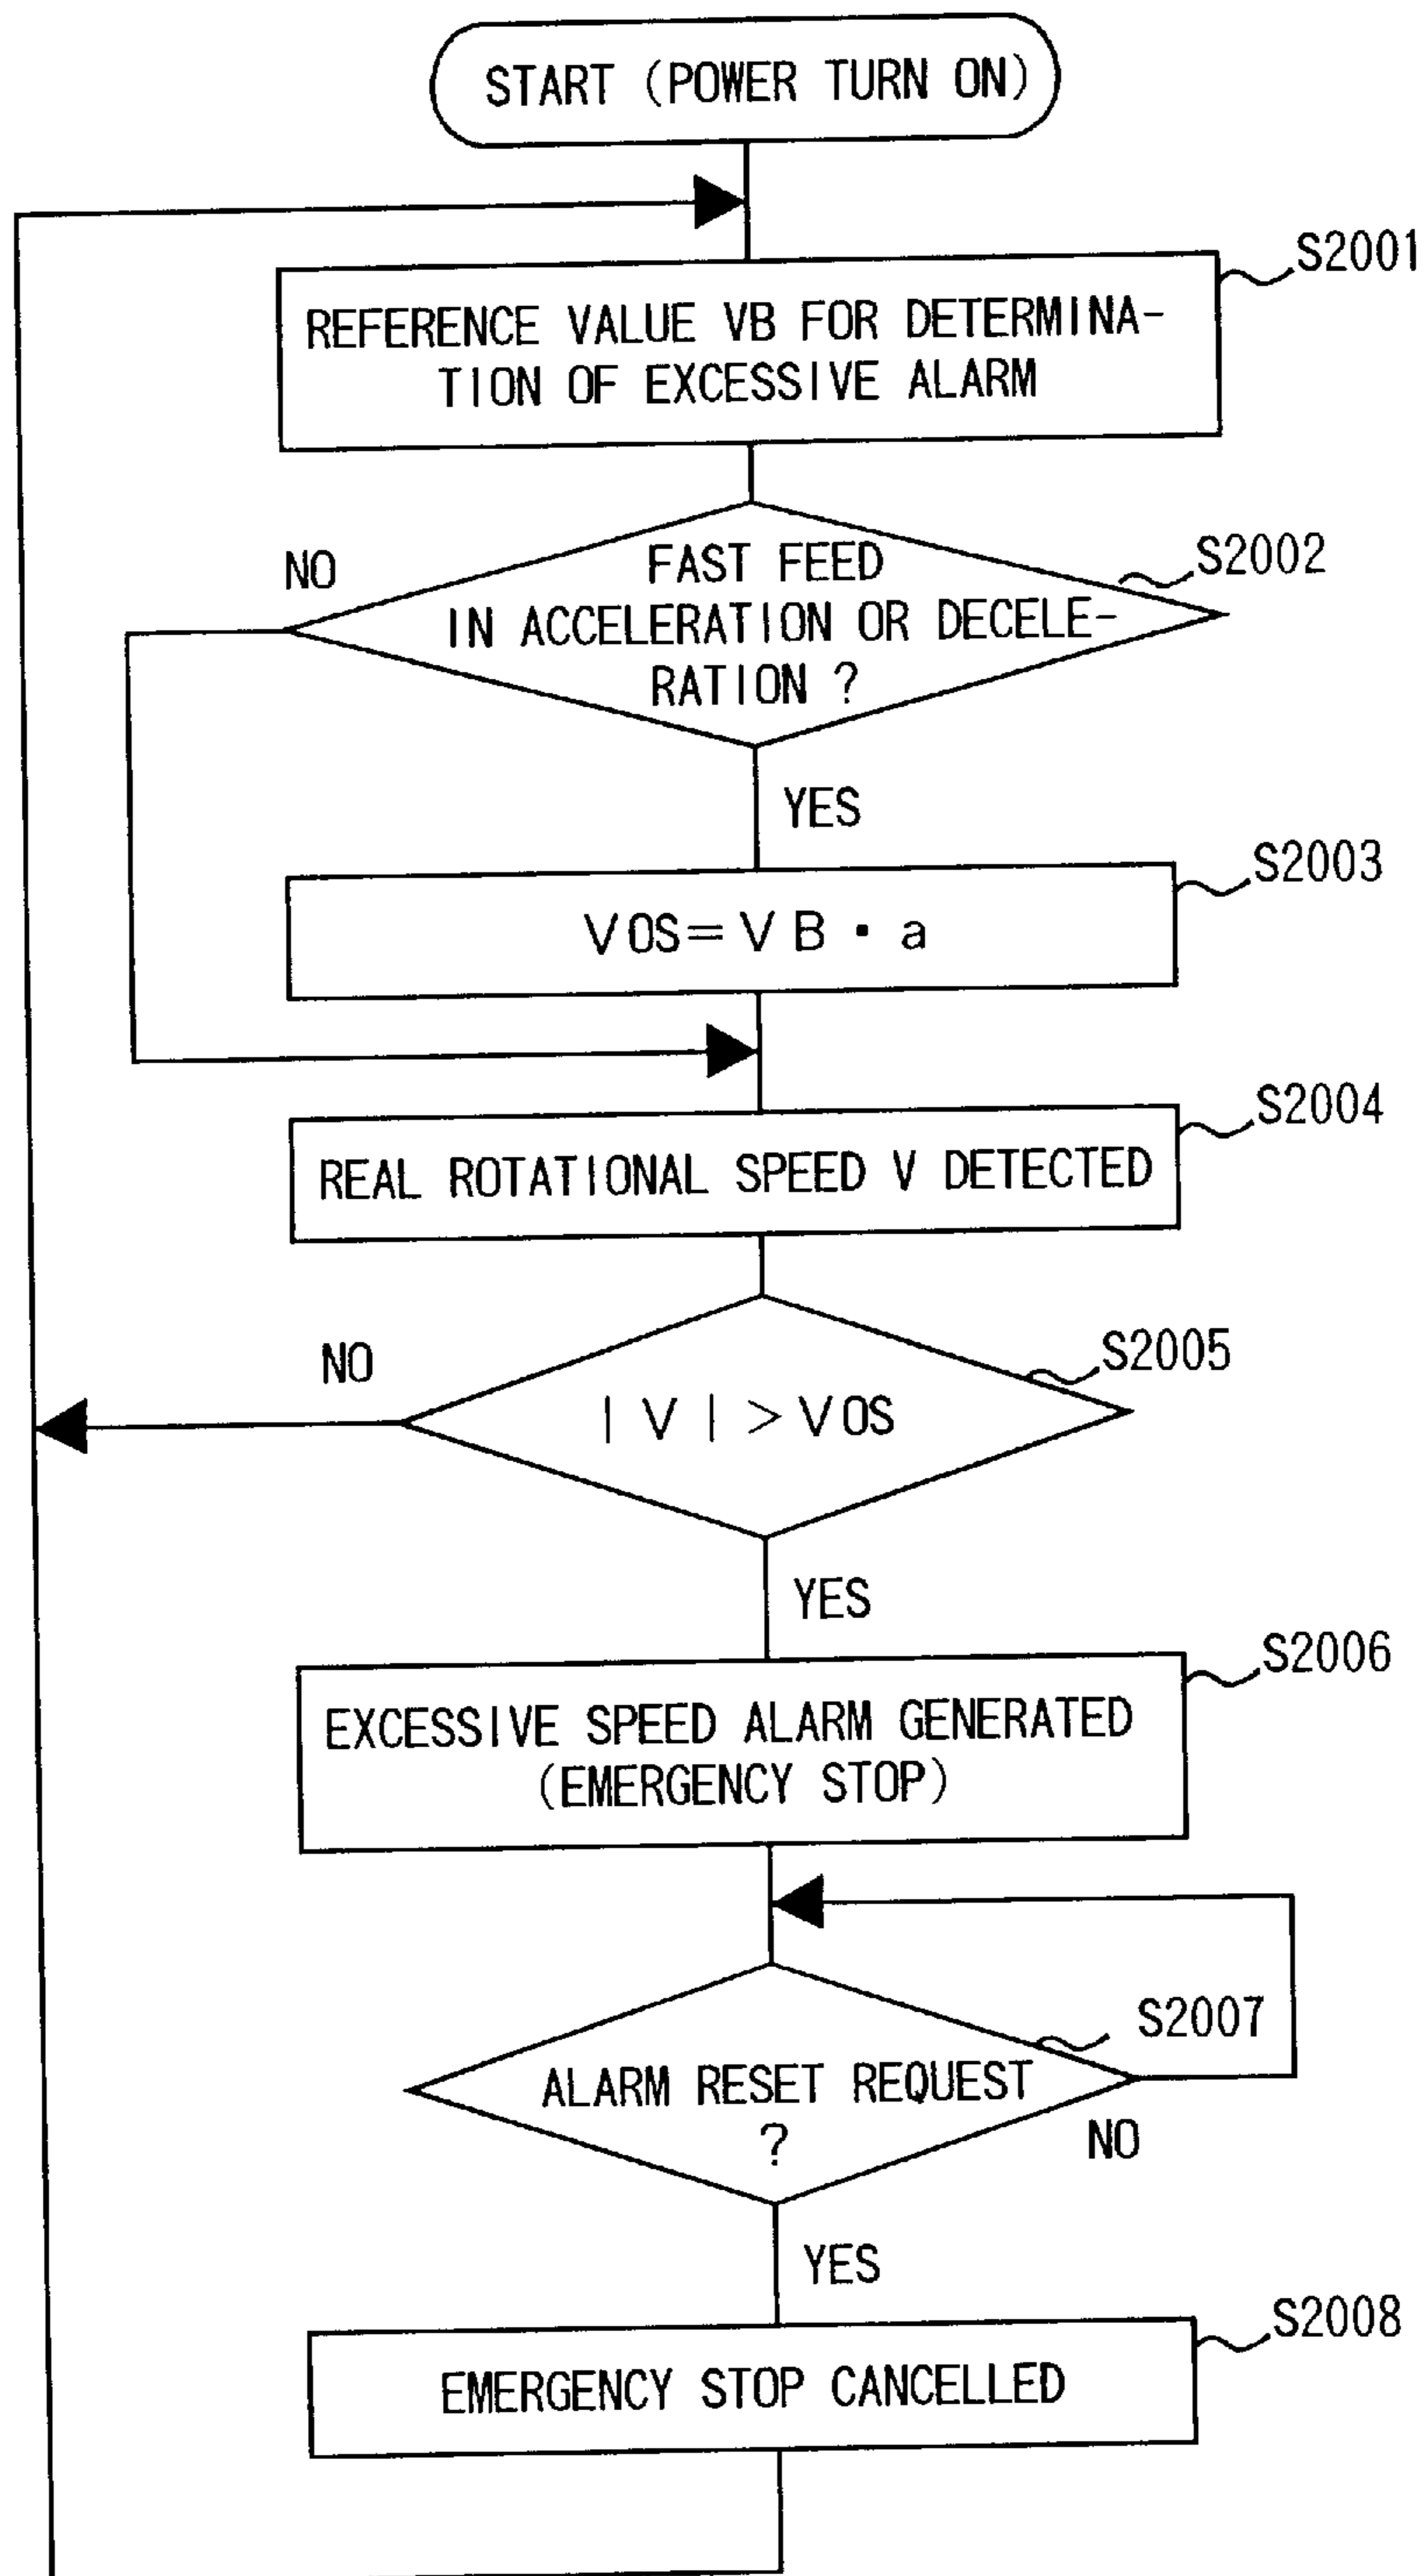 START (POWER TURN ON)
S2001
REFERENCE VALUE VB FOR DETERMINA-
TION OF EXCESSIVE ALARM
NO
FAST FEED
IN ACCELERATION OR DECELE-
RATION ?
S2002
YES
S2003
VOS=VB・a
S2004
REAL ROTATIONAL SPEED V DETECTED
NO
S2005
|V|>VOS
YES
S2006
EXCESSIVE SPEED ALARM GENERATED
(EMERGENCY STOP)
S2007
ALARM RESET REQUEST
?
NO
YES
S2008
EMERGENCY STOP CANCELLED